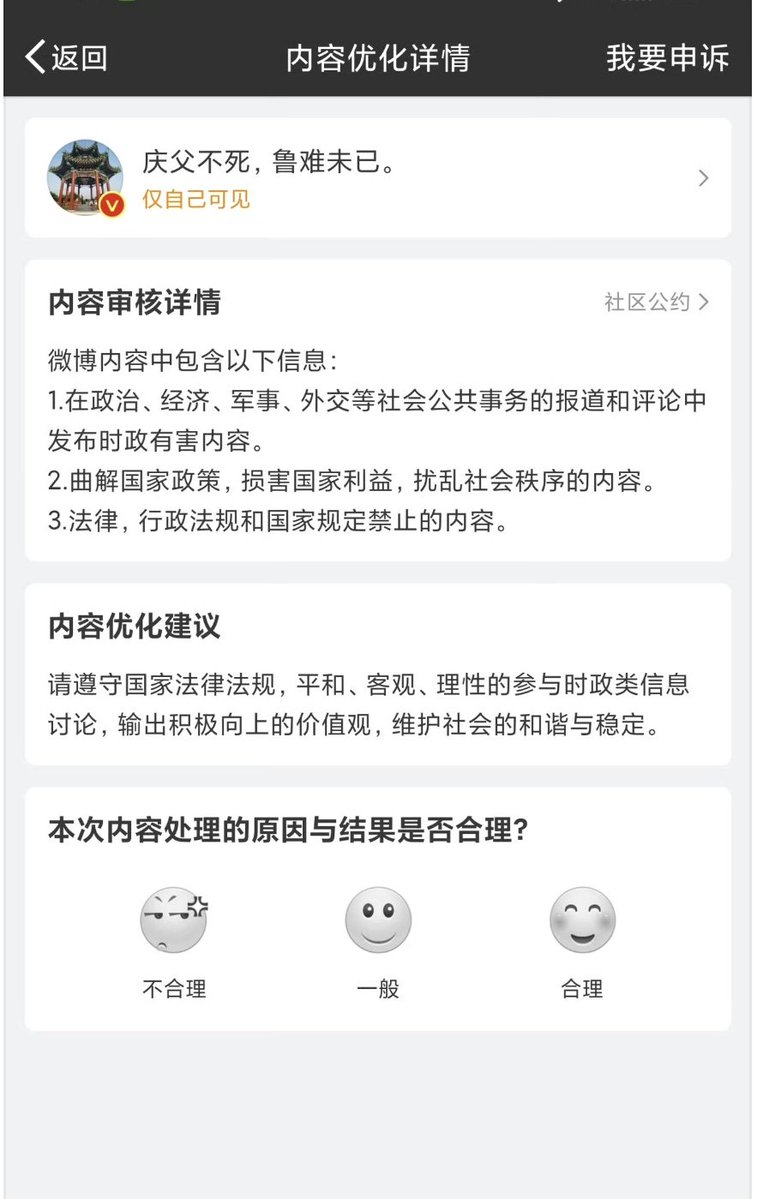 返回 内容优化详情 我要申诉
庆父不死，鲁难未已。
仅自己可见
内容审核详情 社区公约
微博内容中包含以下信息：
1.在政治、经济、军事、外交等社会公共事务的报道和评论中
发布时政有害内容。
2.曲解国家政策，损害国家利益，扰乱社会秩序的内容。
3.法律，行政法规和国家规定禁止的内容。
内容优化建议
请遵守国家法律法规，平和、客观、理性的参与时政类信息
讨论，输出积极向上的价值观，维护社会的和谐与稳定。
本次内容处理的原因与结果是否合理？
不合理 一般 合理